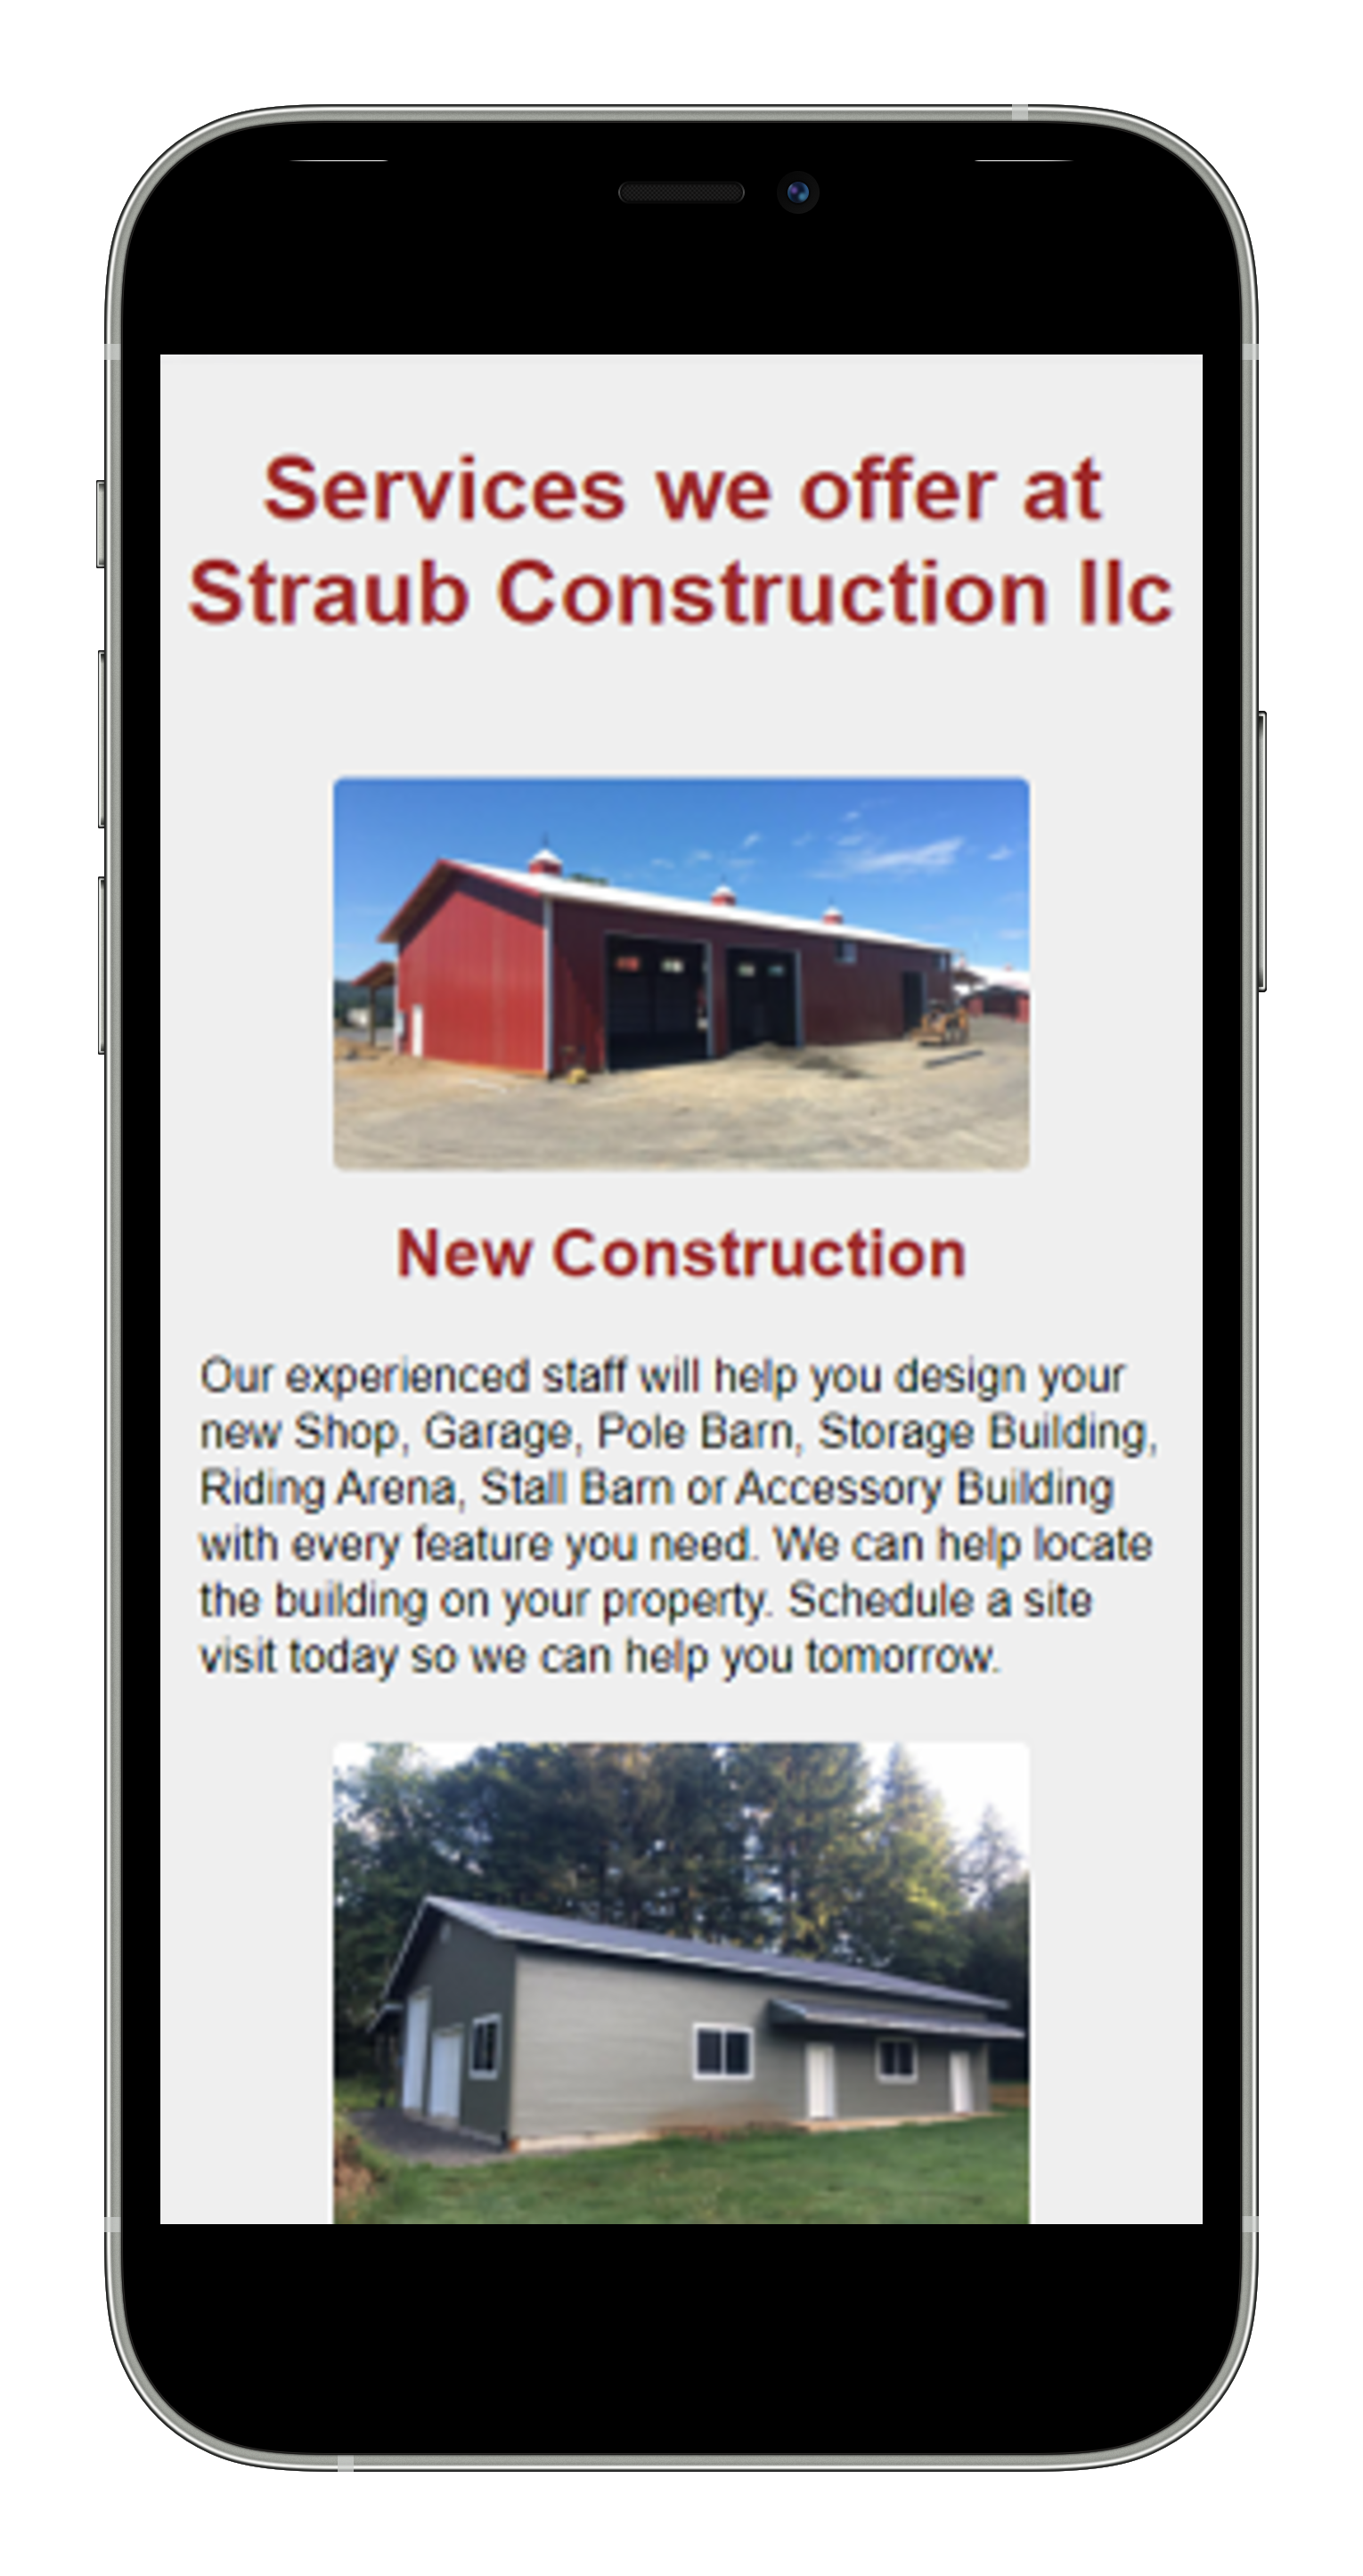 Services we offer at
Straub Construction llc
New Construction
Our experienced staff will help you design your
new Shop, Garage, Pole Barn, Storage Building,
Riding Arena, Stall Barn or Accessory Building
with every feature you need. We can help locate
the building on your property. Schedule a site
visit today so we can help you tomorrow.